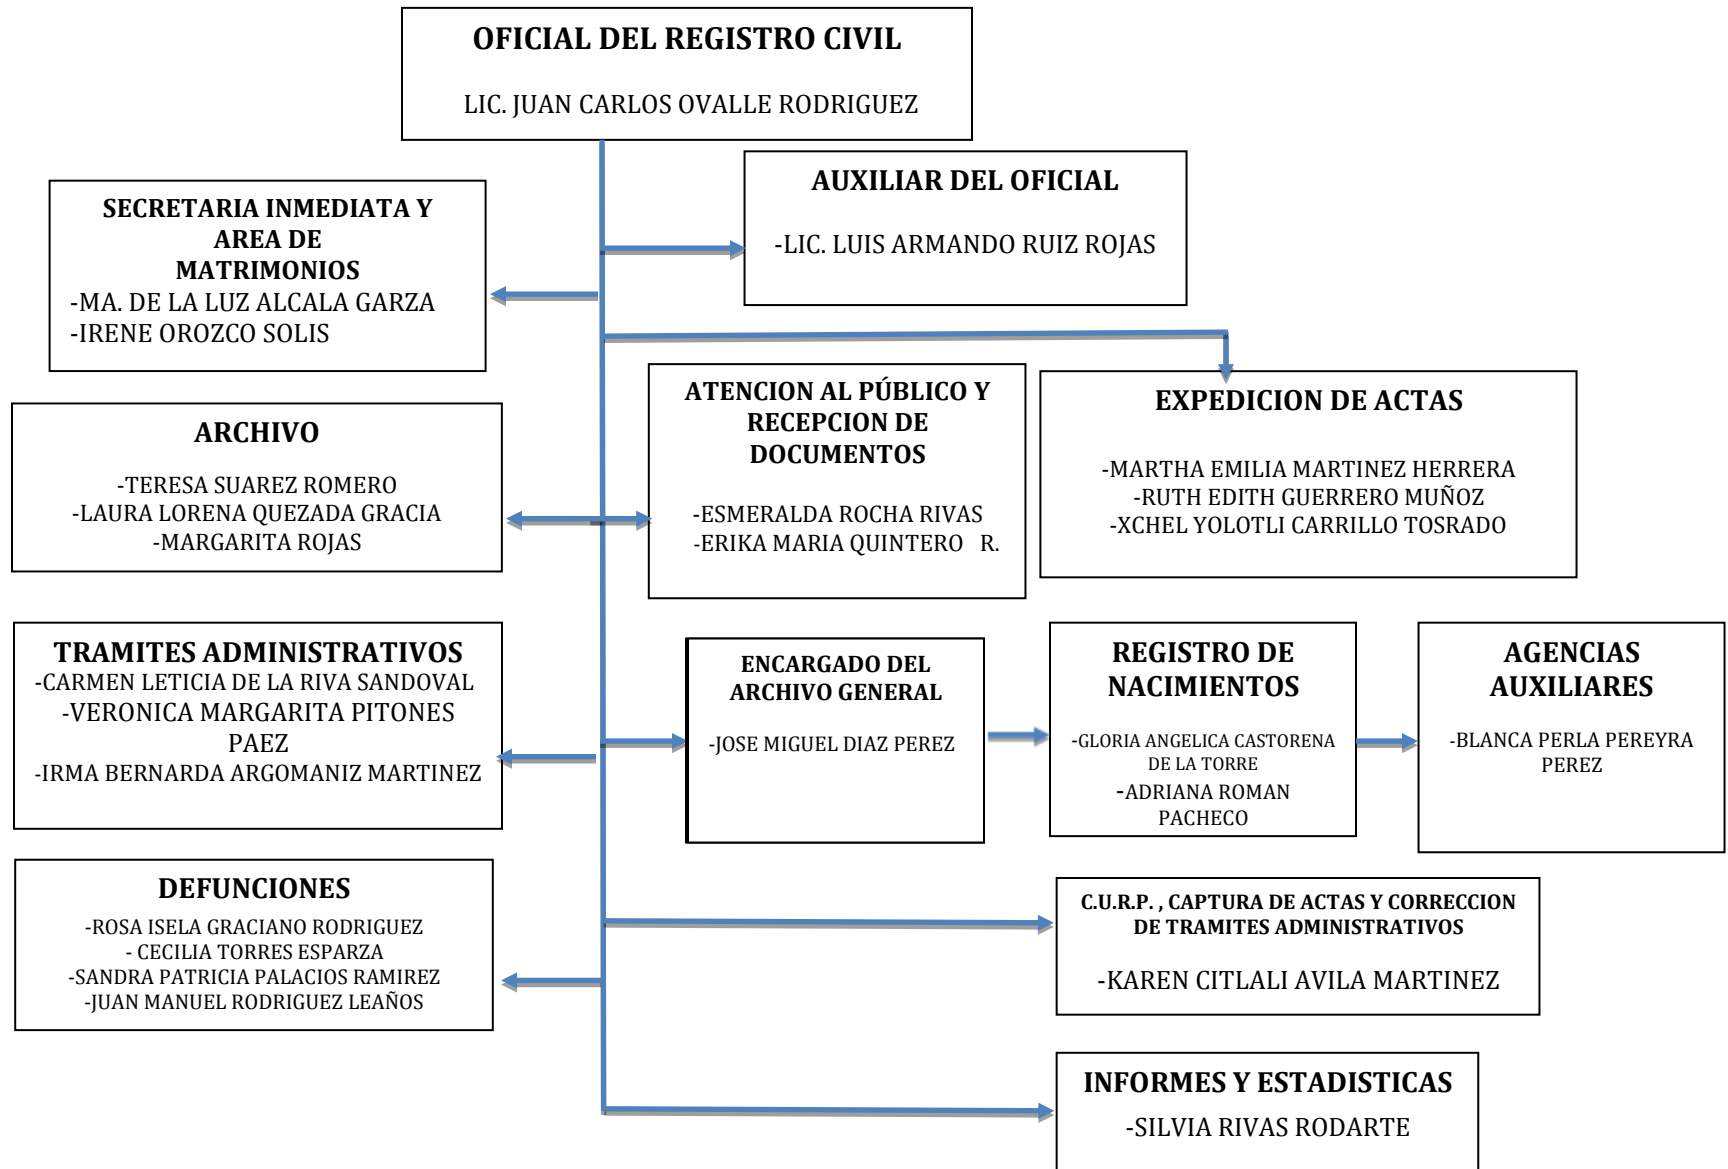 OFICIAL DEL REGISTRO CIVIL
LIC. JUAN CARLOS OVALLE RODRIGUEZ
AUXILIAR DEL OFICIAL
-LIC. LUIS ARMANDO RUIZ ROJAS
SECRETARIA INMEDIATA Y
AREA DE
MATRIMONIOS
-MA. DE LA LUZ ALCALA GARZA
-IRENE OROZCO SOLIS
ARCHIVO
-TERESA SUAREZ ROMERO
-LAURA LORENA QUEZADA GRACIA
-MARGARITA ROJAS
ATENCION AL PÚBLICO Y
RECEPCION DE
DOCUMENTOS
-ESMERALDA ROCHA RIVAS
-ERIKA MARIA QUINTERO R.
EXPEDICION DE ACTAS
-MARTHA EMILIA MARTINEZ HERRERA
-RUTH EDITH GUERRERO MUÑOZ
-XCHEL YOLOTLI CARRILLO TOSRADO
TRAMITES ADMINISTRATIVOS
-CARMEN LETICIA DE LA RIVA SANDOVAL
-VERONICA MARGARITA PITONES
PAEZ
-IRMA BERNARDA ARGOMANIZ MARTINEZ
ENCARGADO DEL
ARCHIVO GENERAL
-JOSE MIGUEL DIAZ PEREZ
REGISTRO DE
NACIMIENTOS
-GLORIA ANGELICA CASTORENA
DE LA TORRE
-ADRIANA ROMAN
PACHECO
AGENCIAS
AUXILIARES
-BLANCA PERLA PEREYRA
PEREZ
DEFUNCIONES
-ROSA ISELA GRACIANO RODRIGUEZ
- CECILIA TORRES ESPARZA
-SANDRA PATRICIA PALACIOS RAMIREZ
-JUAN MANUEL RODRIGUEZ LEAÑOS
C.U.R.P. , CAPTURA DE ACTAS Y CORRECCION
DE TRAMITES ADMINISTRATIVOS
-KAREN CITLALI AVILA MARTINEZ
INFORMES Y ESTADISTICAS
-SILVIA RIVAS RODARTE